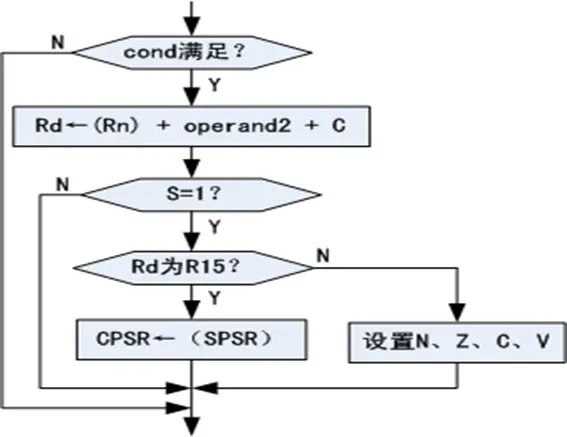 N
cond满足?
Y
Rd←(Rn) + operand2 + C
N
S=1?
Y
Rd为R15?
N
Y
CPSR← (SPSR)
设置N、Z、C、V